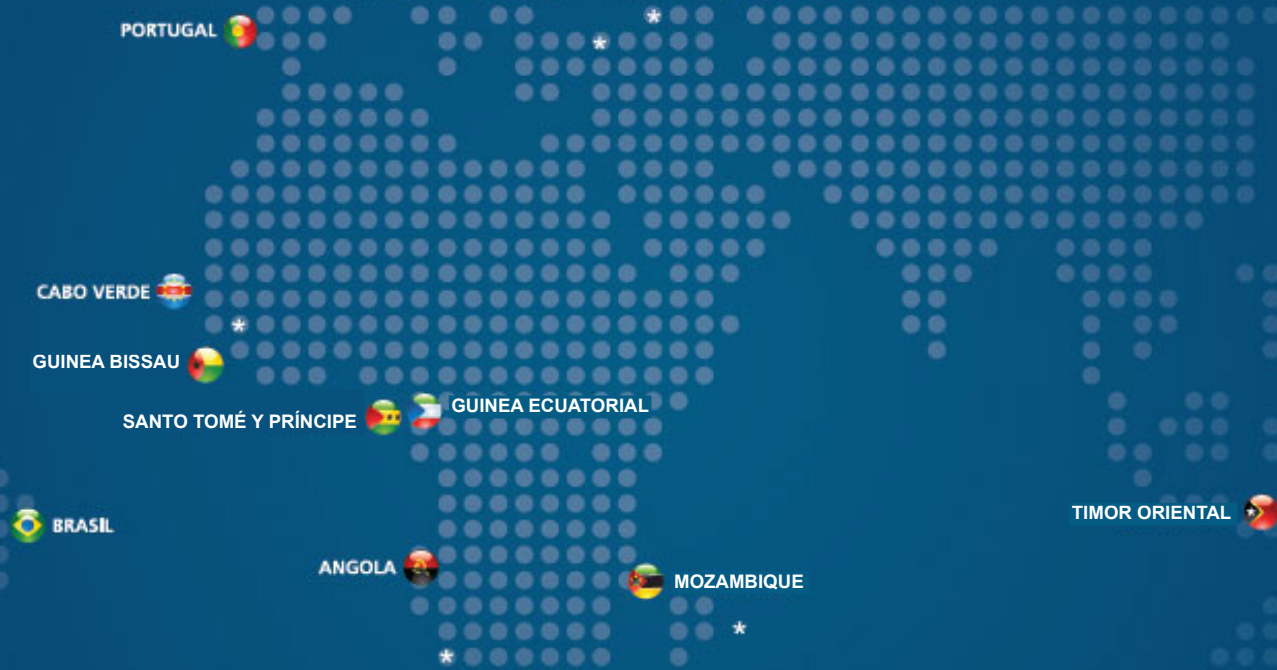 PORTUGAL
*
*
CABO VERDE
*
GUINEA BISSAU
SANTO TOMÉ Y PRÍNCIPE
GUINEA ECUATORIAL
TIMOR ORIENTAL
BRASIL
ANGOLA
MOZAMBIQUE
*
*